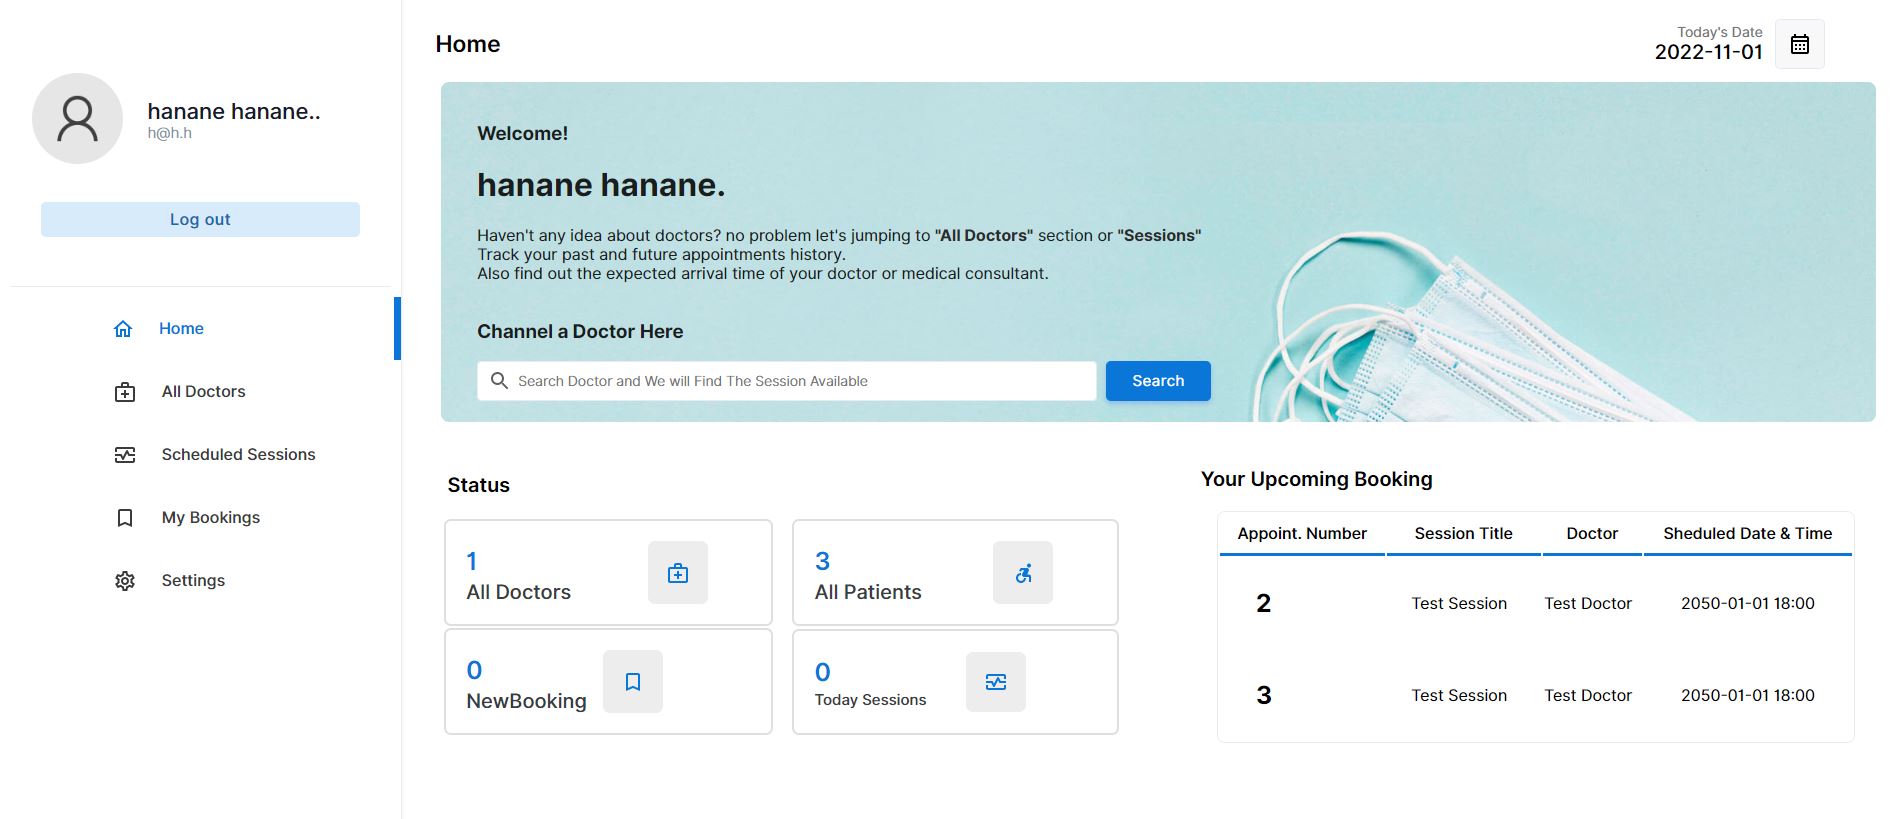 hanane hanane..
h@h.h
Log out
Home
All Doctors
Scheduled Sessions
My Bookings
Settings
Home
Today's Date
2022-11-01
Welcome!
hanane hanane.
Haven't any idea about doctors? no problem let's jumping to "All Doctors" section or "Sessions"
Track your past and future appointments history.
Also find out the expected arrival time of your doctor or medical consultant.
Channel a Doctor Here
Search Doctor and We will Find The Session Available
Search
Status
1
All Doctors
3
All Patients
0
NewBooking
0
Today Sessions
Your Upcoming Booking
Appoint. Number Session Title Doctor Sheduled Date & Time
2 Test Session Test Doctor 2050-01-01 18:00
3 Test Session Test Doctor 2050-01-01 18:00